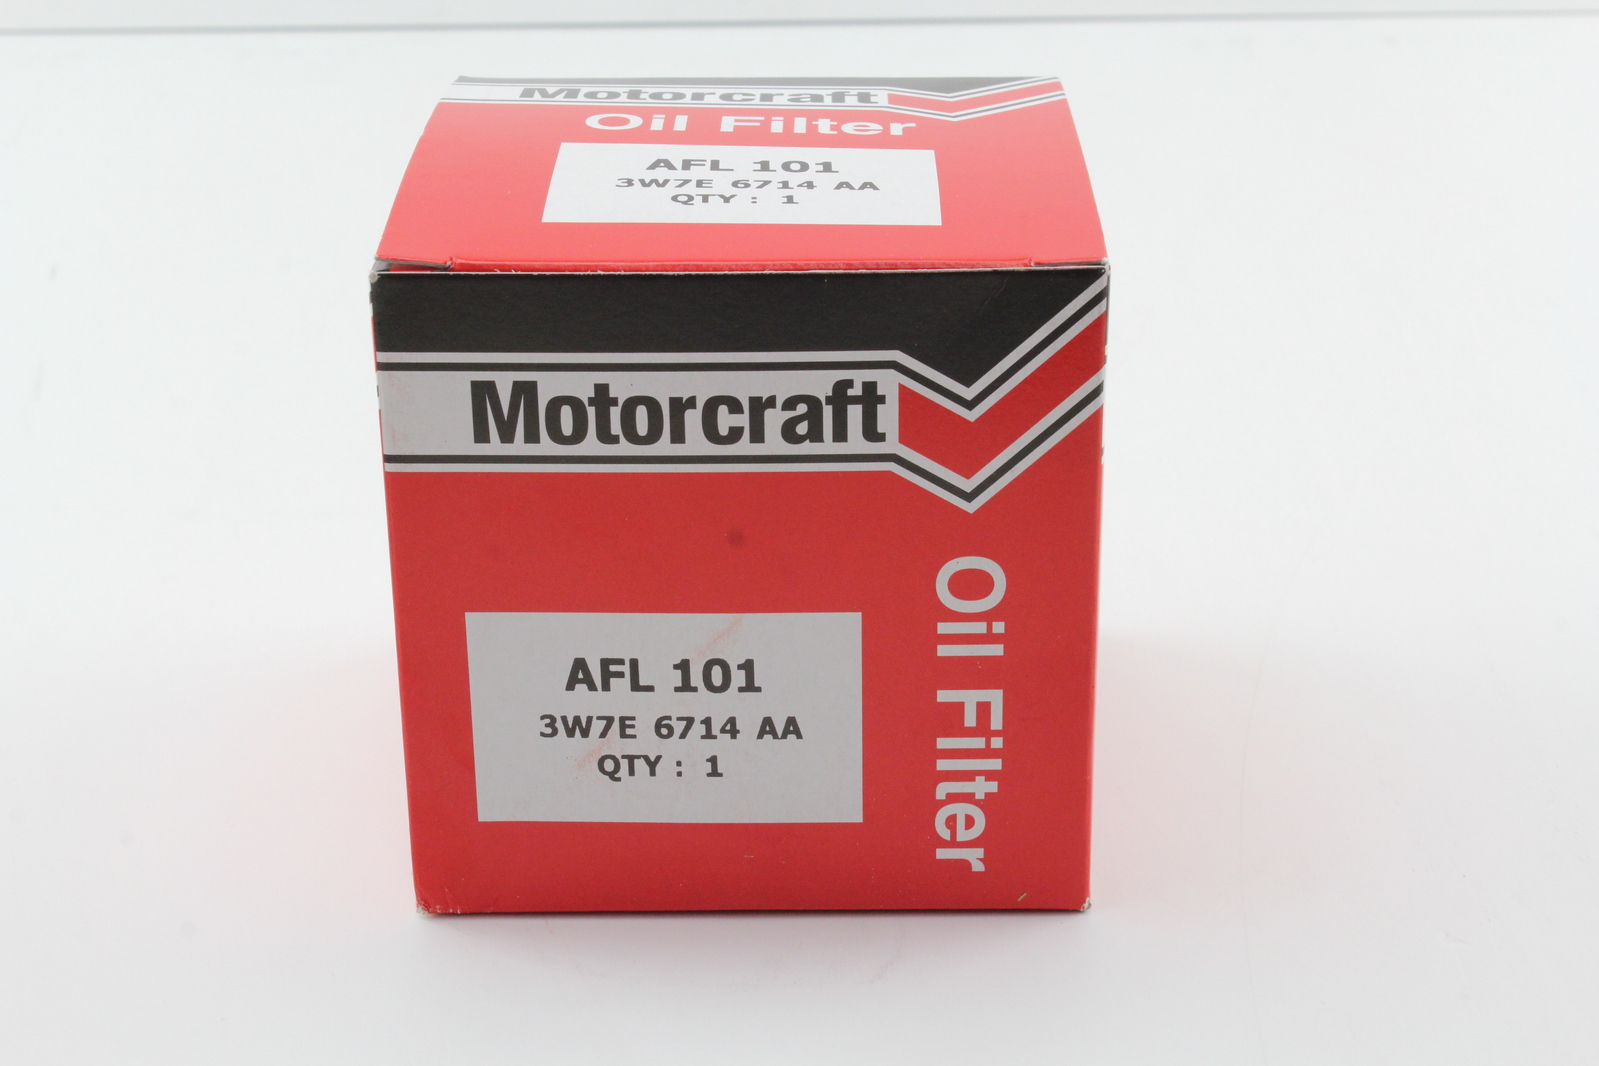 Motorcraft
Oil Filter
AFL 101
3W7E 6714 AA
QTY : 1
Motorcraft
Oil Filter
AFL 101
3W7E 6714 AA
QTY : 1